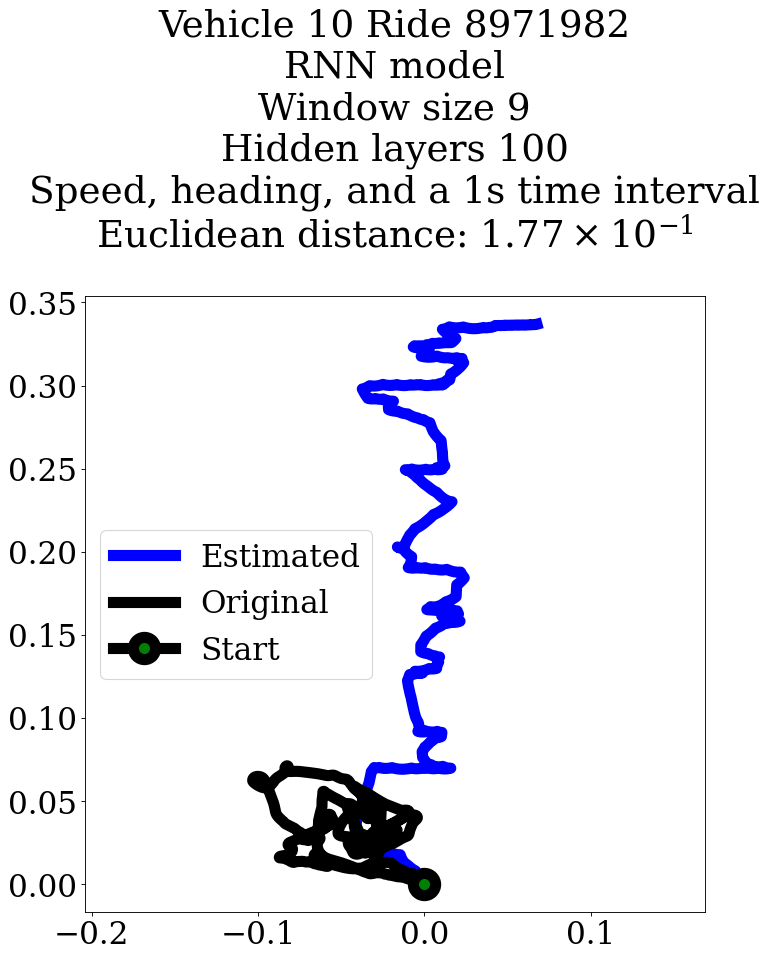 Vehicle 10 Ride 8971982
RNN model
Window size 9
Hidden layers 100
Speed, heading, and a 1s time interval
Euclidean distance: 1.77 × 10⁻¹
0.35
0.30
0.25
0.20
0.15
0.10
0.05
0.00
Estimated
Original
Start
−0.2 −0.1 0.0 0.1